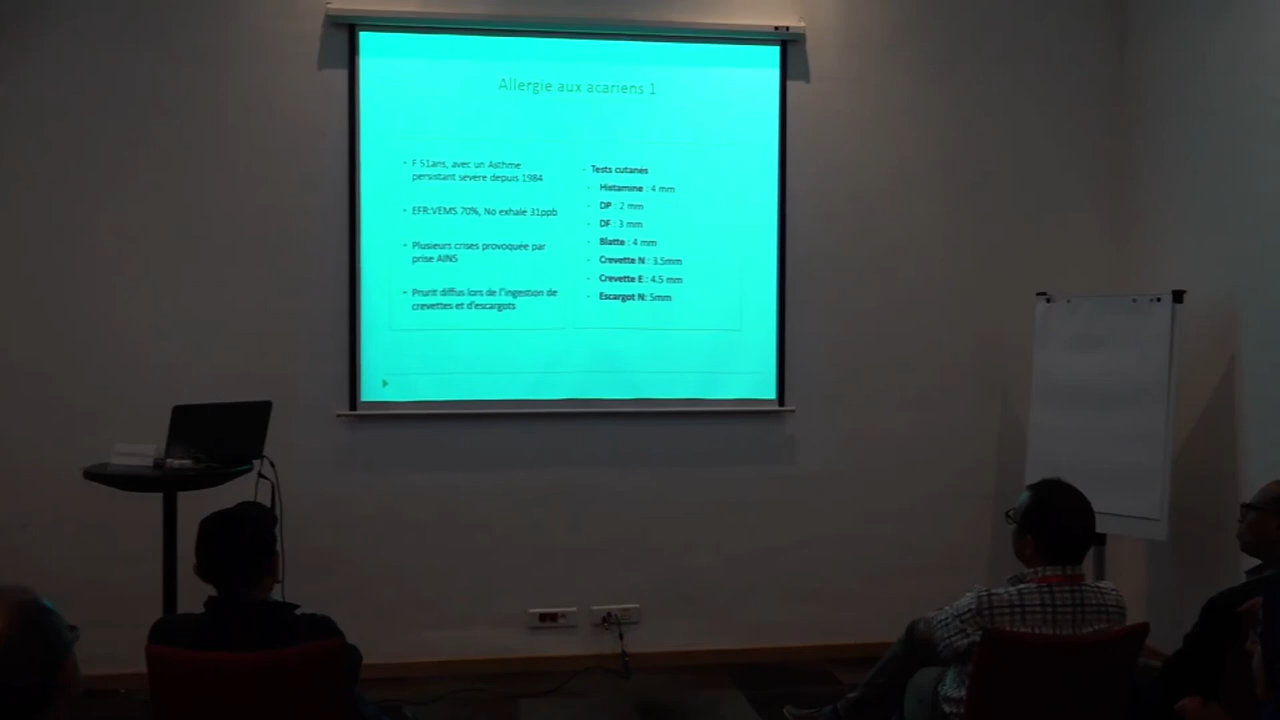 Allergie aux acariens 1
• F 51ans, avec un Asthme
persistant sévère depuis 1984
• EFR:VEMS 70%, No exhalé 31ppb
• Plusieurs crises provoquée par
prise AINS
• Prurit diffus lors de l'ingestion de
crevettes et d'escargots
• Tests cutanés
• Histamine : 4 mm
• DP : 2 mm
• DF : 3 mm
• Blatte : 4 mm
• Crevette N : 3.5mm
• Crevette E : 4.5 mm
• Escargot N: 5mm